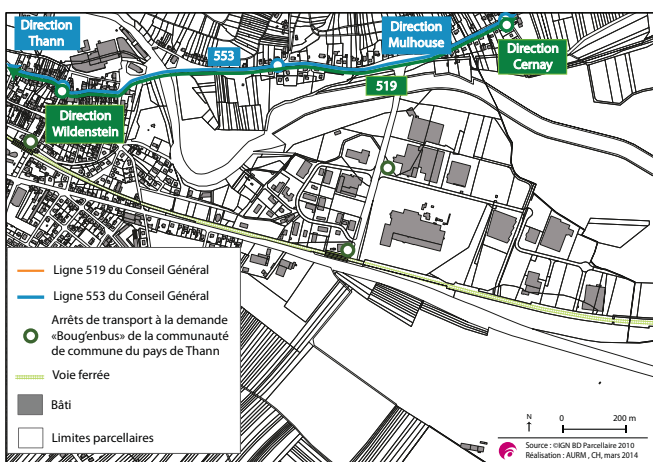 Direction
Thann
553
Direction
Mulhouse
Direction
Cernay
519
Direction
Wildenstein
Ligne 519 du Conseil Général
Ligne 553 du Conseil Général
Arrêts de transport à la demande
«Boug'enbus» de la communauté
de commune du pays de Thann
Voie ferrée
Bâti
Limites parcellaires
N
0 200 m
Source : ©IGN BD Parcellaire 2010
Réalisation : AURM , CH, mars 2014